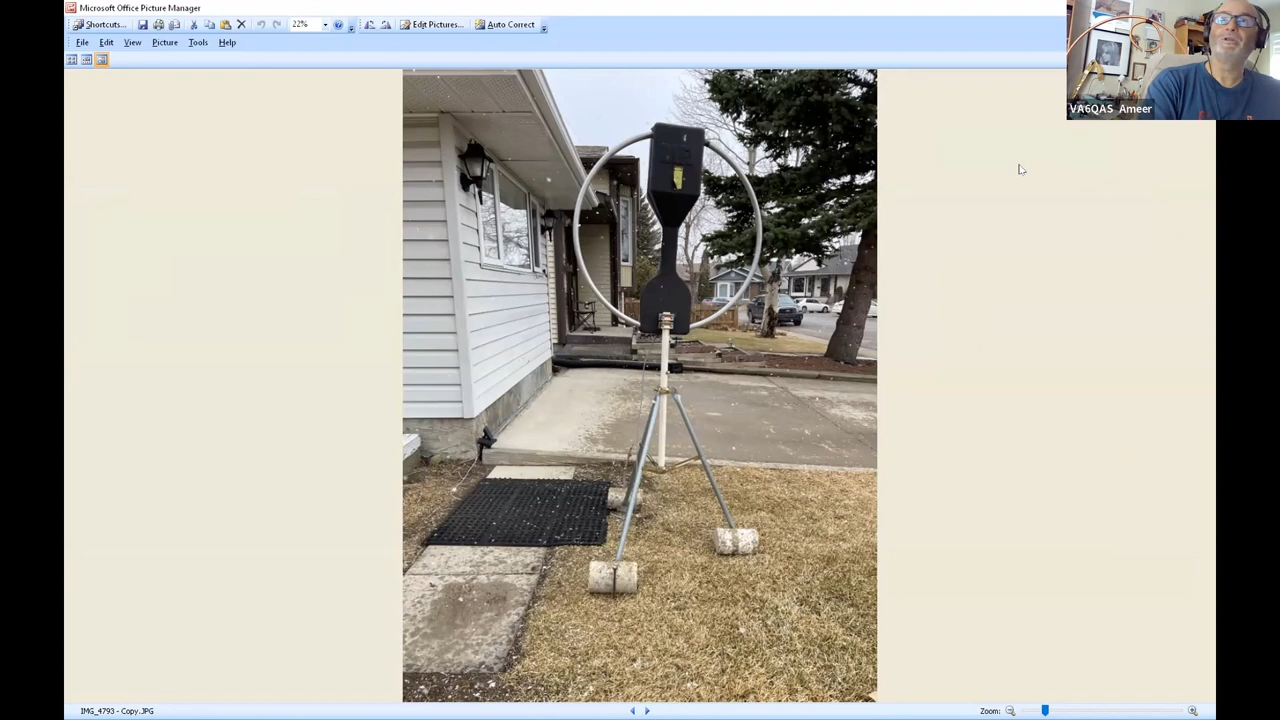 Microsoft Office Picture Manager
Shortcuts... 22% Edit Pictures... Auto Correct
File Edit View Picture Tools Help
VA6QAS Ameer
IMG_4793 - Copy.JPG
Zoom: